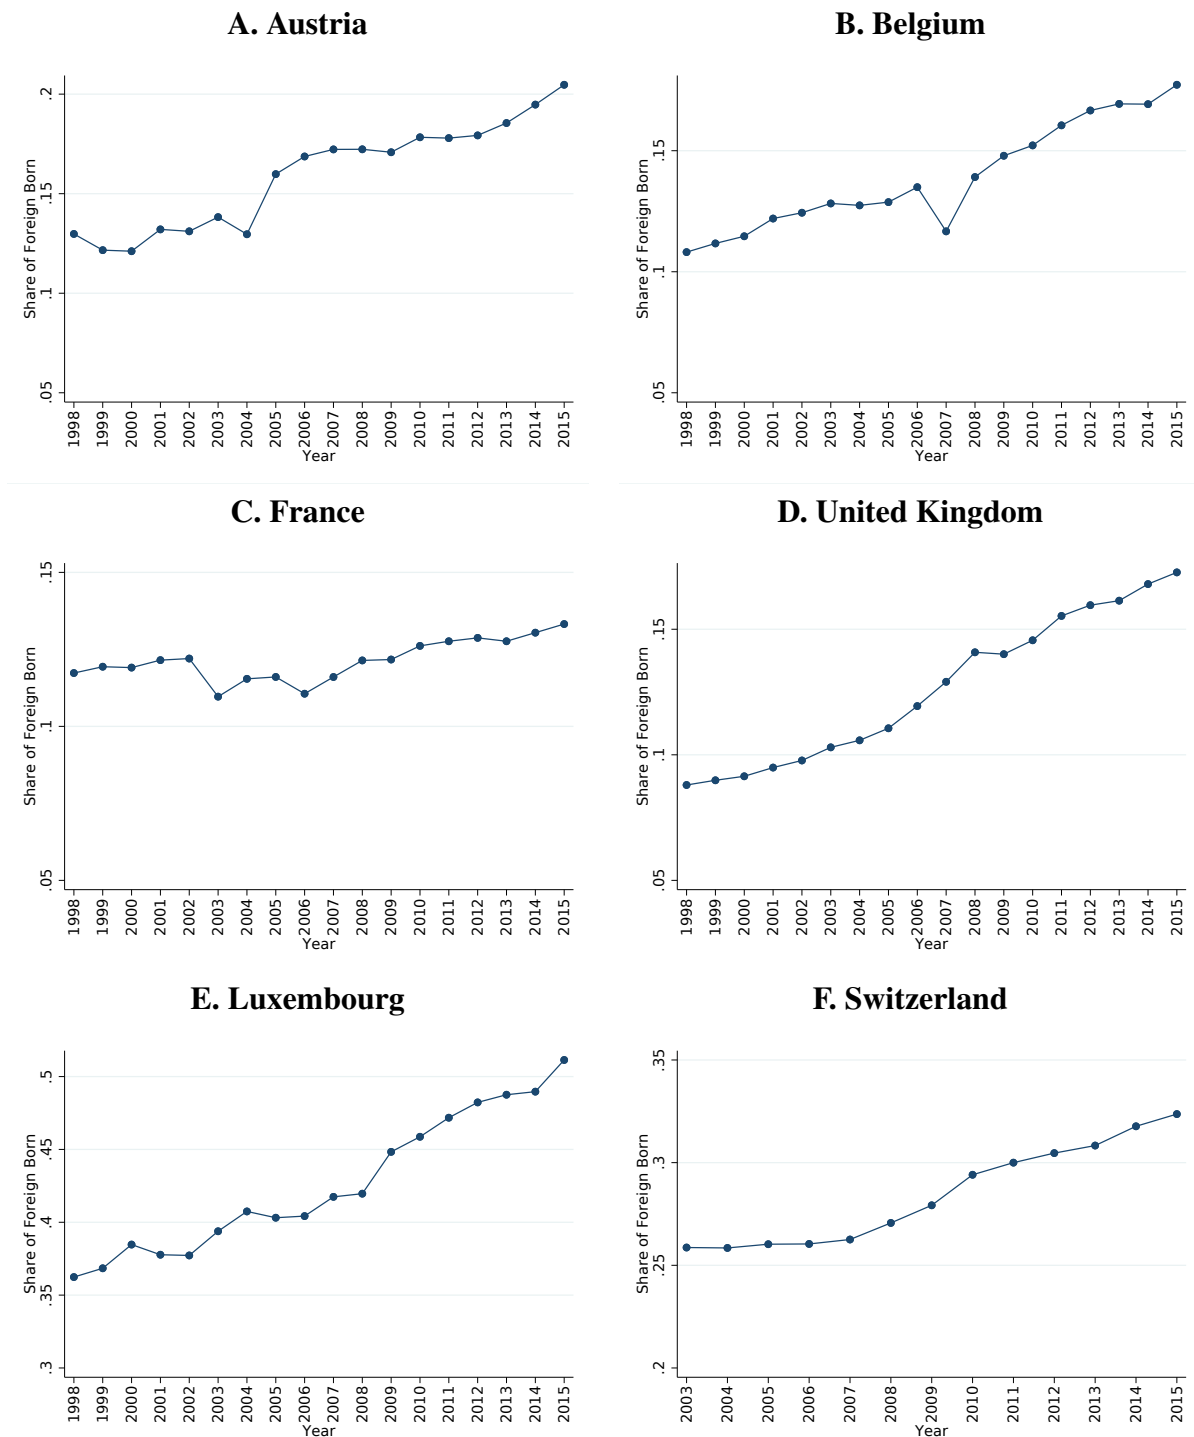 A. Austria
Share of Foreign Born
.05 .1 .15 .2
1998 1999 2000 2001 2002 2003 2004 2005 2006 2007 2008 2009 2010 2011 2012 2013 2014 2015
Year
B. Belgium
Share of Foreign Born
.05 .1 .15
1998 1999 2000 2001 2002 2003 2004 2005 2006 2007 2008 2009 2010 2011 2012 2013 2014 2015
Year
C. France
Share of Foreign Born
.05 .1 .15
1998 1999 2000 2001 2002 2003 2004 2005 2006 2007 2008 2009 2010 2011 2012 2013 2014 2015
Year
D. United Kingdom
Share of Foreign Born
.05 .1 .15
1998 1999 2000 2001 2002 2003 2004 2005 2006 2007 2008 2009 2010 2011 2012 2013 2014 2015
Year
E. Luxembourg
Share of Foreign Born
.3 .35 .4 .45 .5
1998 1999 2000 2001 2002 2003 2004 2005 2006 2007 2008 2009 2010 2011 2012 2013 2014 2015
Year
F. Switzerland
Share of Foreign Born
.2 .25 .3 .35
2003 2004 2005 2006 2007 2008 2009 2010 2011 2012 2013 2014 2015
Year